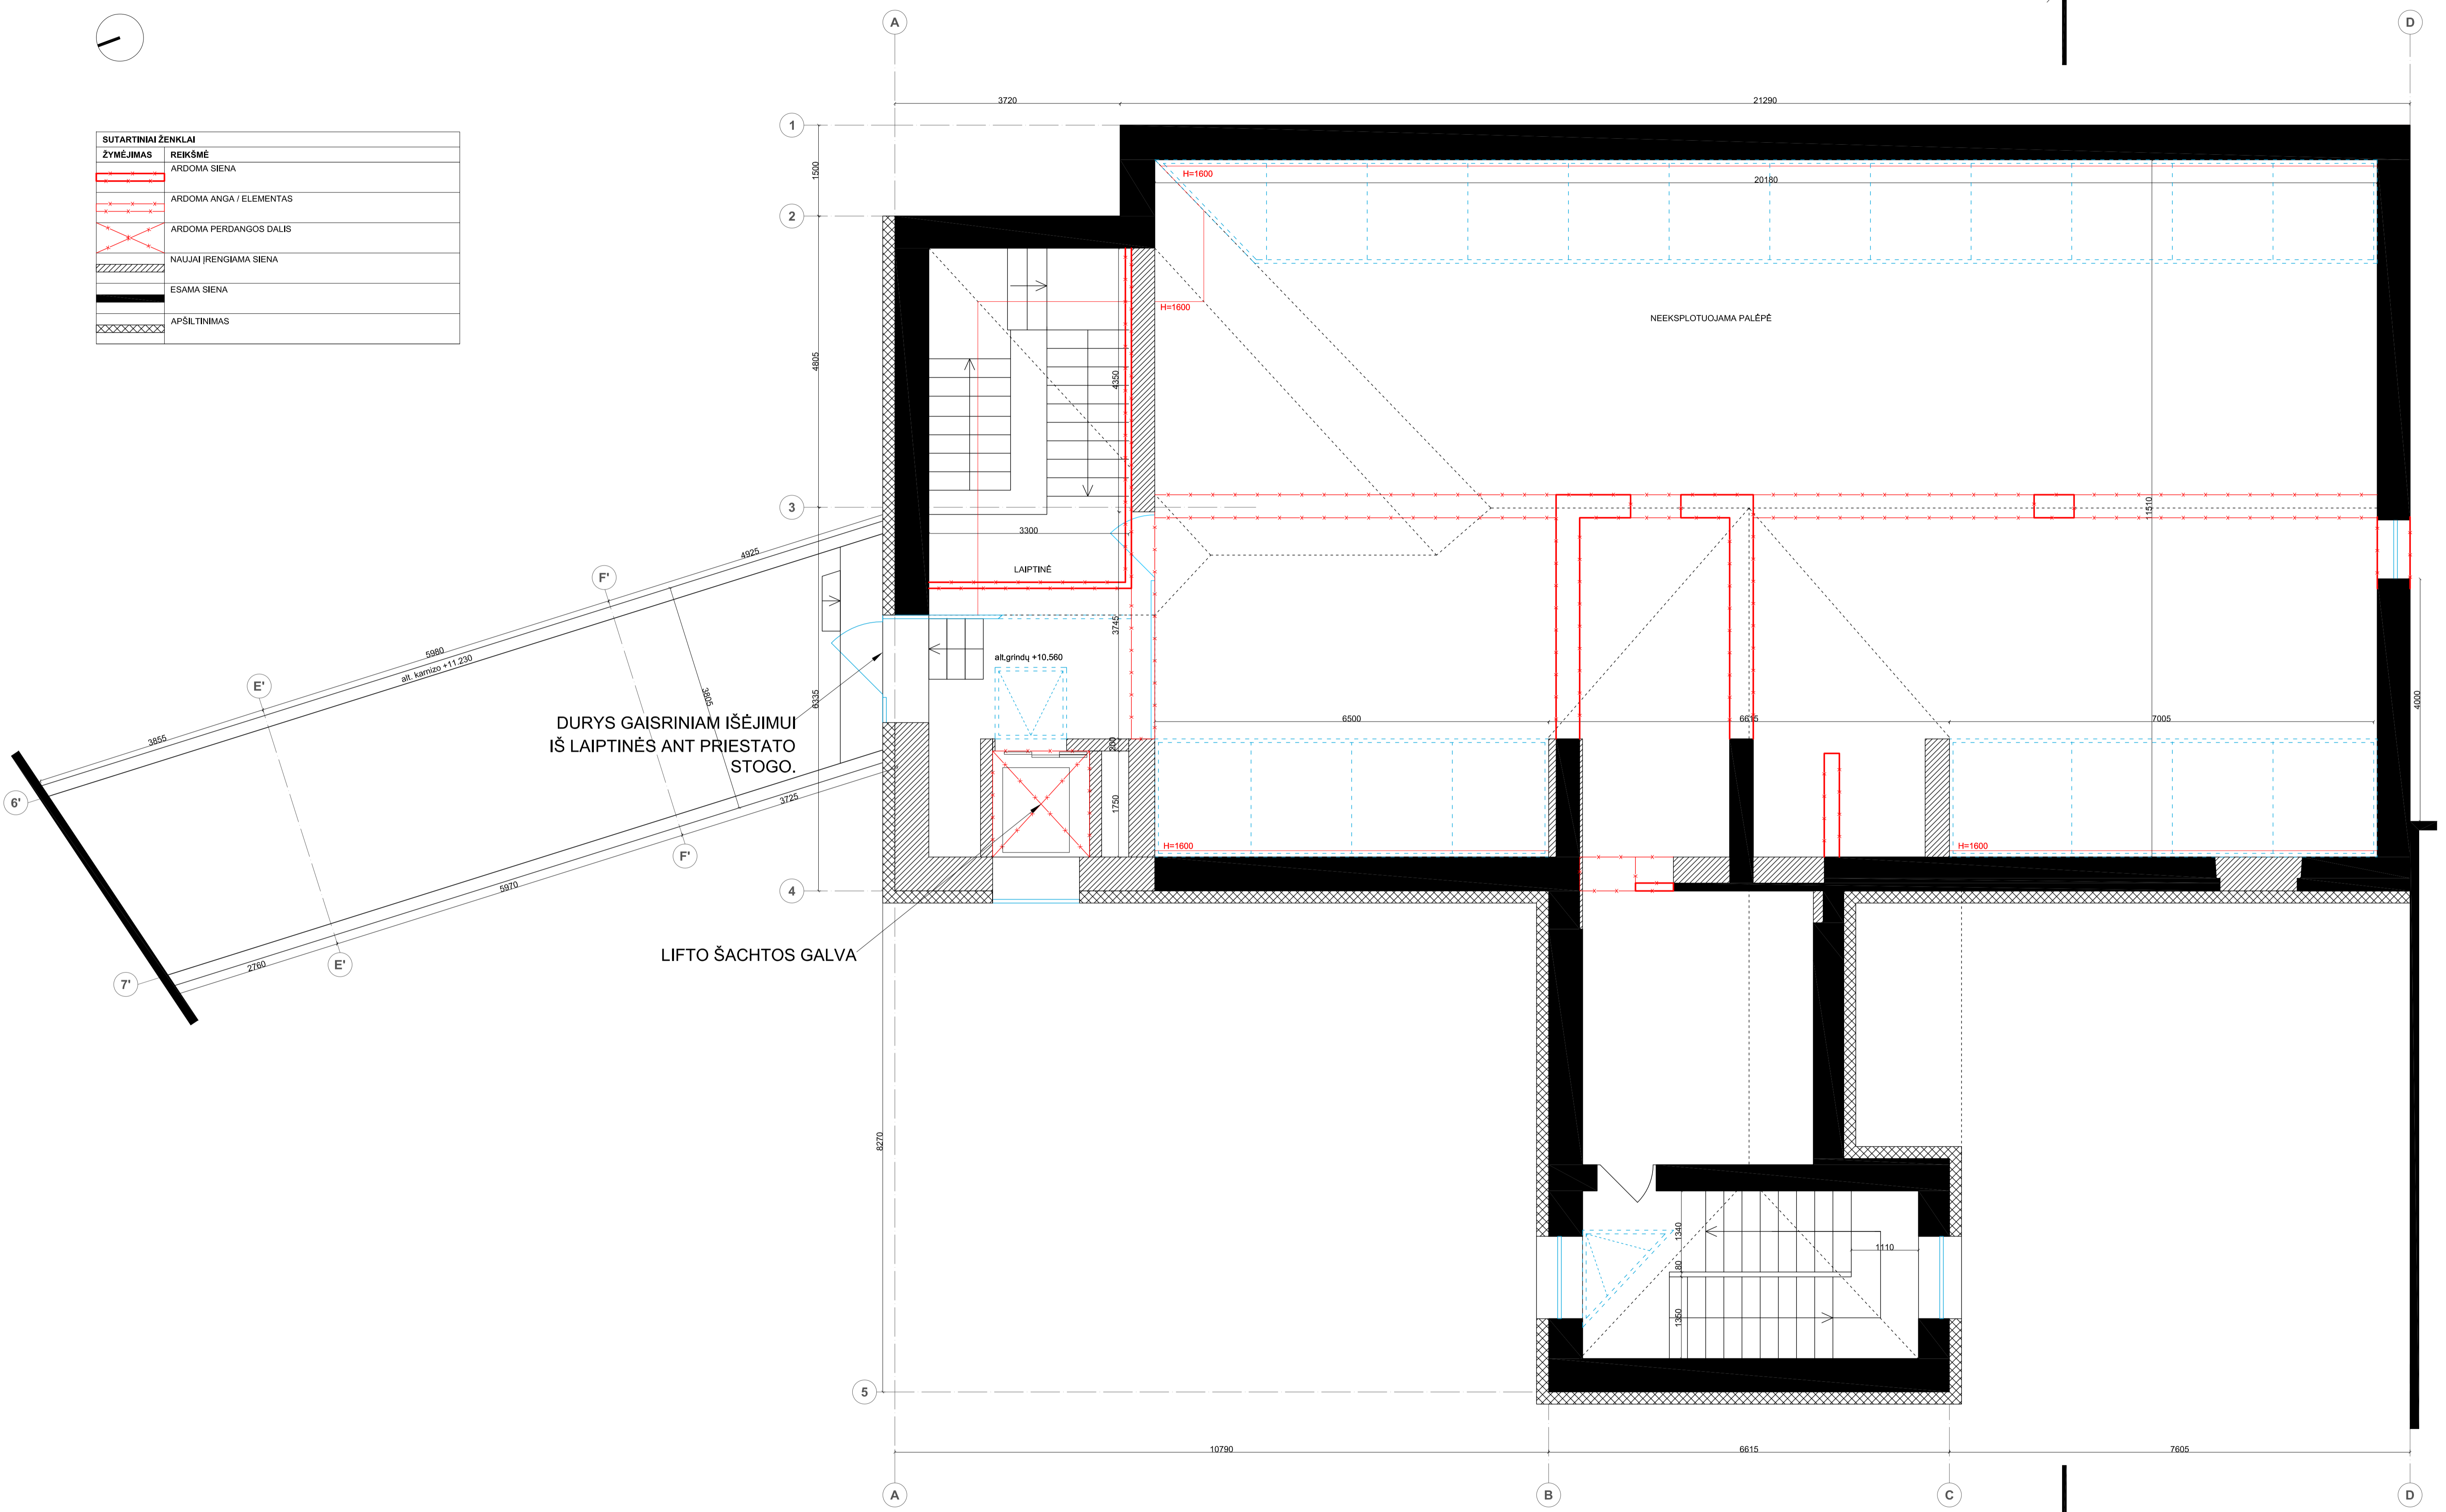 A
D
3720
21290
1
SUTARTINIAI ŽENKLAI
ŽYMĖJIMAS REIKŠMĖ
ARDOMA SIENA
ARDOMA ANGA / ELEMENTAS
ARDOMA PERDANGOS DALIS
NAUJAI ĮRENGIAMA SIENA
ESAMA SIENA
APŠILTINIMAS
1500
H=1600
20180
2
H=1600
NEEKSPLOTUOJAMA PALĖPĖ
4805
4350
3
11510
3300
LAIPTINĖ
4925
F'
5980
alt. karnizo +11.230
E'
3805
6335
3745
alt.grindų +10,560
4000
DURYS GAISRINIAM IŠĖJIMUI
IŠ LAIPTINĖS ANT PRIESTATO
STOGO.
6500
6615
7005
3855
200
6'
3725
1750
H=1600
H=1600
F'
5970
4
LIFTO ŠACHTOS GALVA
E'
2760
7'
8270
1340
1110
80
1350
5
10790
6615
7605
A
B
C
D